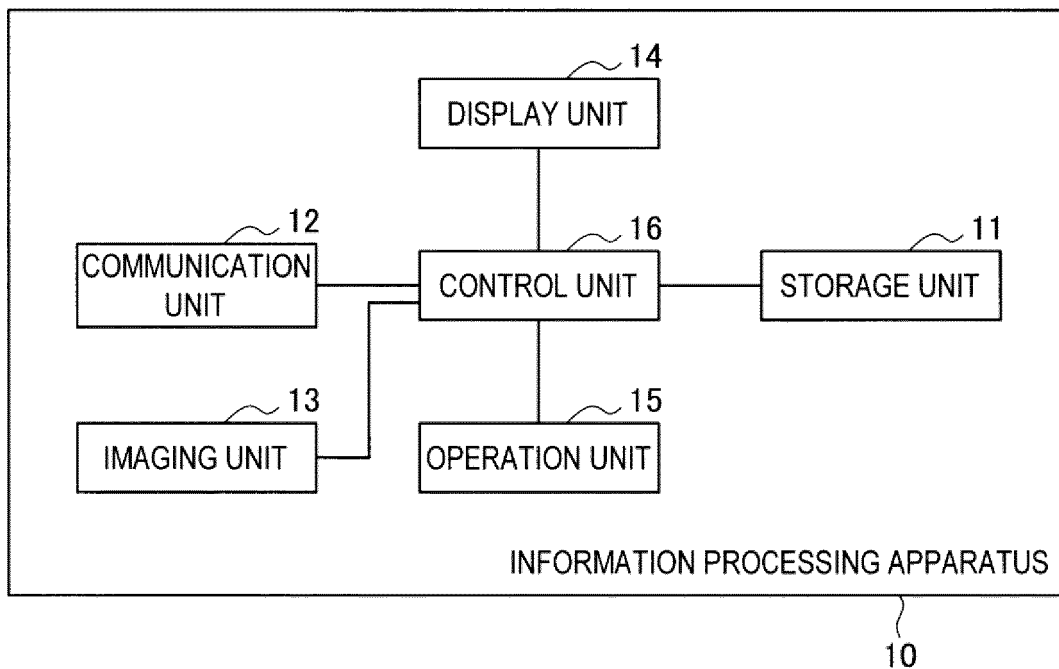 14
DISPLAY UNIT
12
COMMUNICATION
UNIT
16
CONTROL UNIT
11
STORAGE UNIT
13
IMAGING UNIT
15
OPERATION UNIT
INFORMATION PROCESSING APPARATUS
10